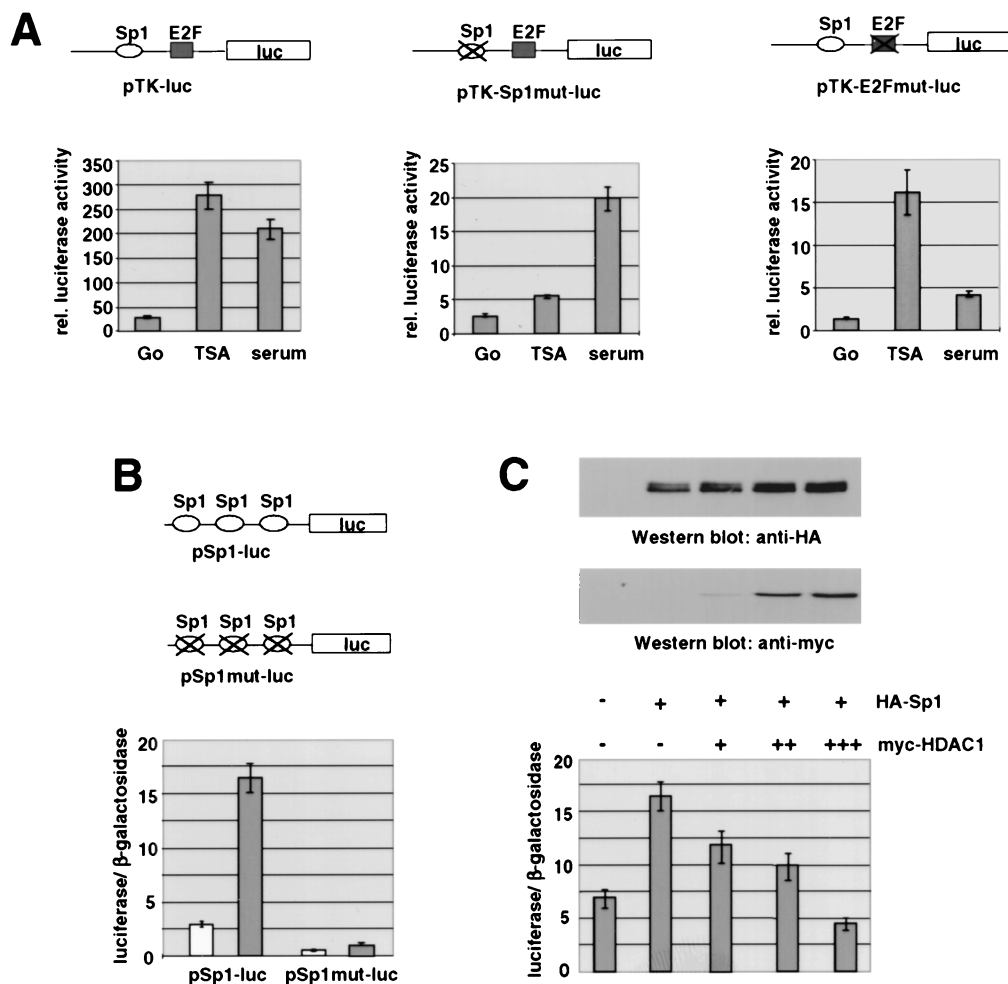 A
Sp1 E2F luc
pTK-luc
Sp1 E2F luc
pTK-Sp1mut-luc
Sp1 E2F luc
pTK-E2Fmut-luc
rel. luciferase activity
350
300
250
200
150
100
50
0
Go TSA serum
rel. luciferase activity
25
20
15
10
5
0
Go TSA serum
rel. luciferase activity
20
15
10
5
0
Go TSA serum
B
Sp1 Sp1 Sp1
luc
pSp1-luc
Sp1 Sp1 Sp1
luc
pSp1mut-luc
luciferase/ β-galactosidase
20
15
10
5
0
pSp1-luc pSp1mut-luc
C
Western blot: anti-HA
Western blot: anti-myc
- + + + + HA-Sp1
- - + ++ +++ myc-HDAC1
luciferase/ β-galactosidase
20
15
10
5
0